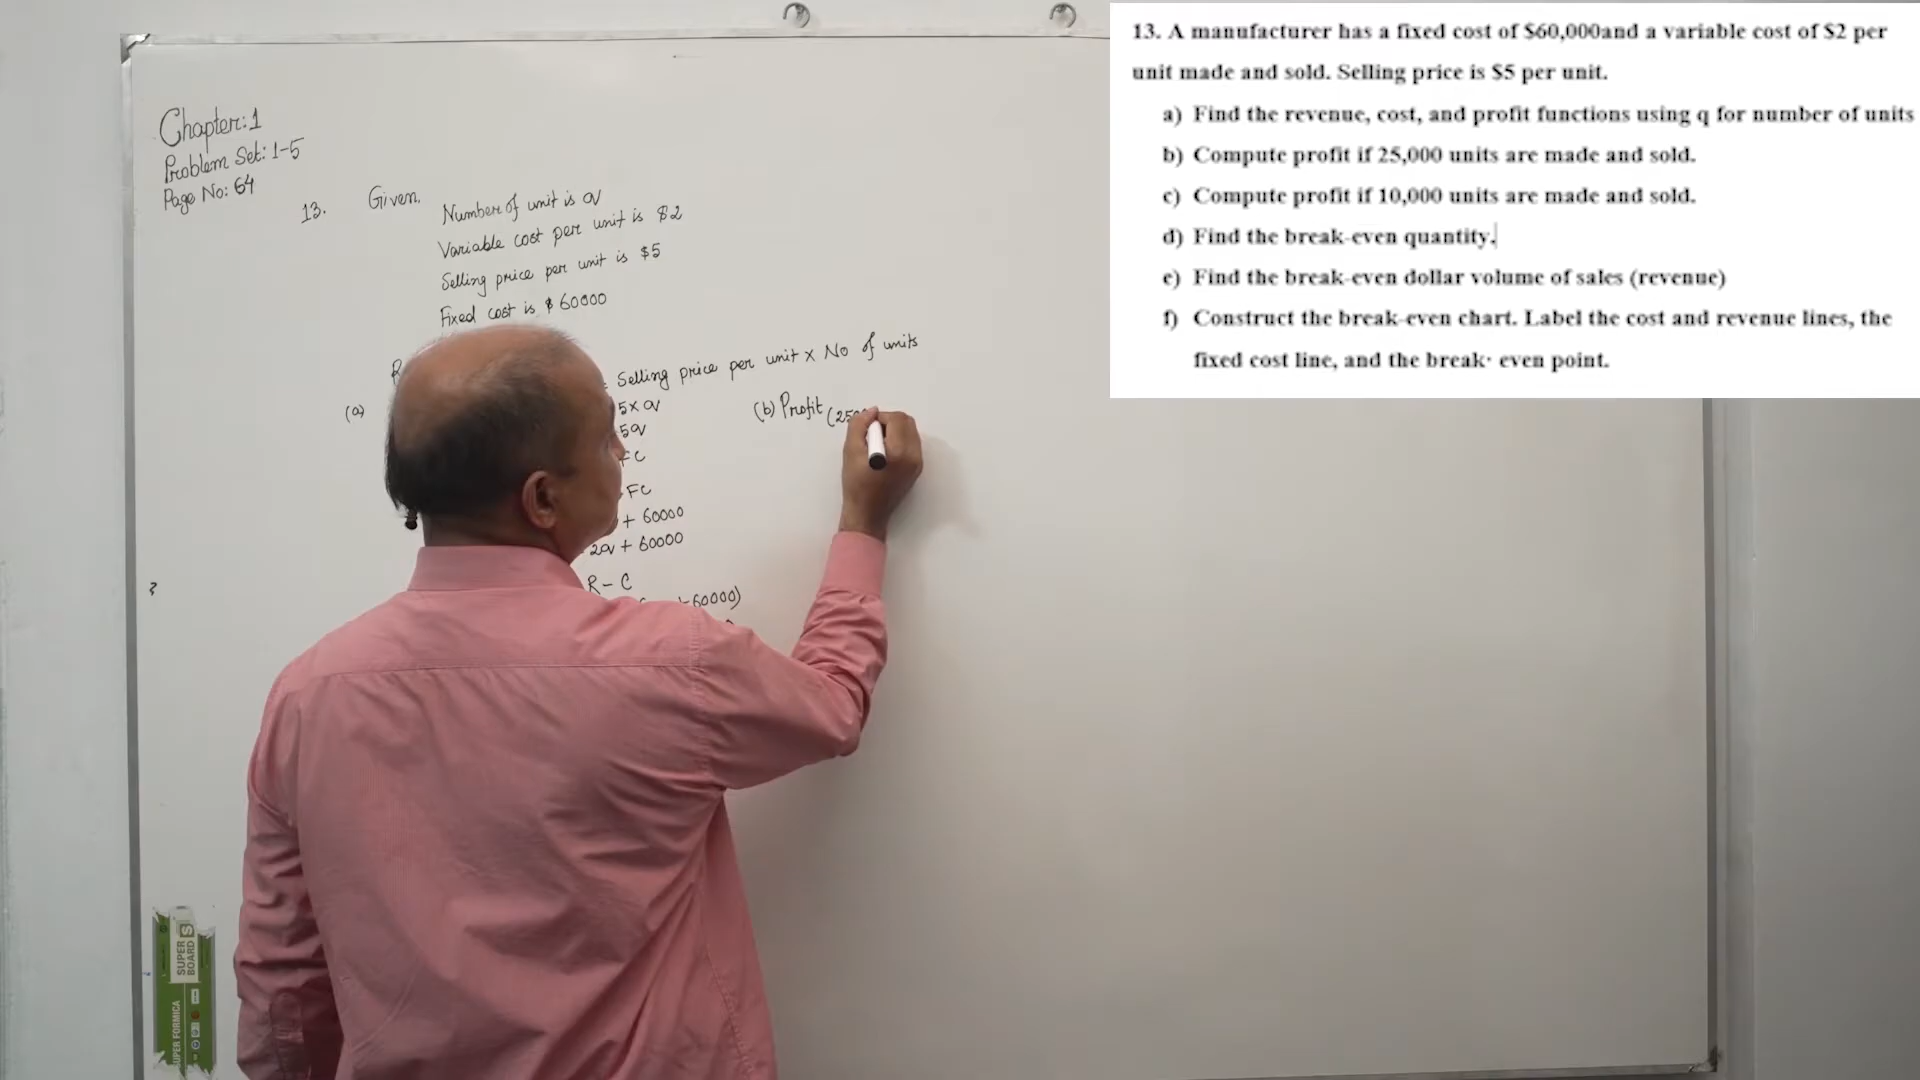 Chapter: 1
Problem Set: 1-5
Page No: 64
13. Given.
Number of unit is q
Variable cost per unit is $2
Selling price per unit is $5
Fixed cost is $60000
= Selling price per unit x No of units
(a)
5xq
5q
FC
FC
+ 60000
2q + 60000
R-C
+60000)
(b) Profit (25
13. A manufacturer has a fixed cost of $60,000and a variable cost of $2 per
unit made and sold. Selling price is $5 per unit.
a) Find the revenue, cost, and profit functions using q for number of units
b) Compute profit if 25,000 units are made and sold.
c) Compute profit if 10,000 units are made and sold.
d) Find the break-even quantity.
e) Find the break-even dollar volume of sales (revenue)
f) Construct the break-even chart. Label the cost and revenue lines, the
fixed cost line, and the break- even point.
SUPER
BOARD S
SUPER FORMICA